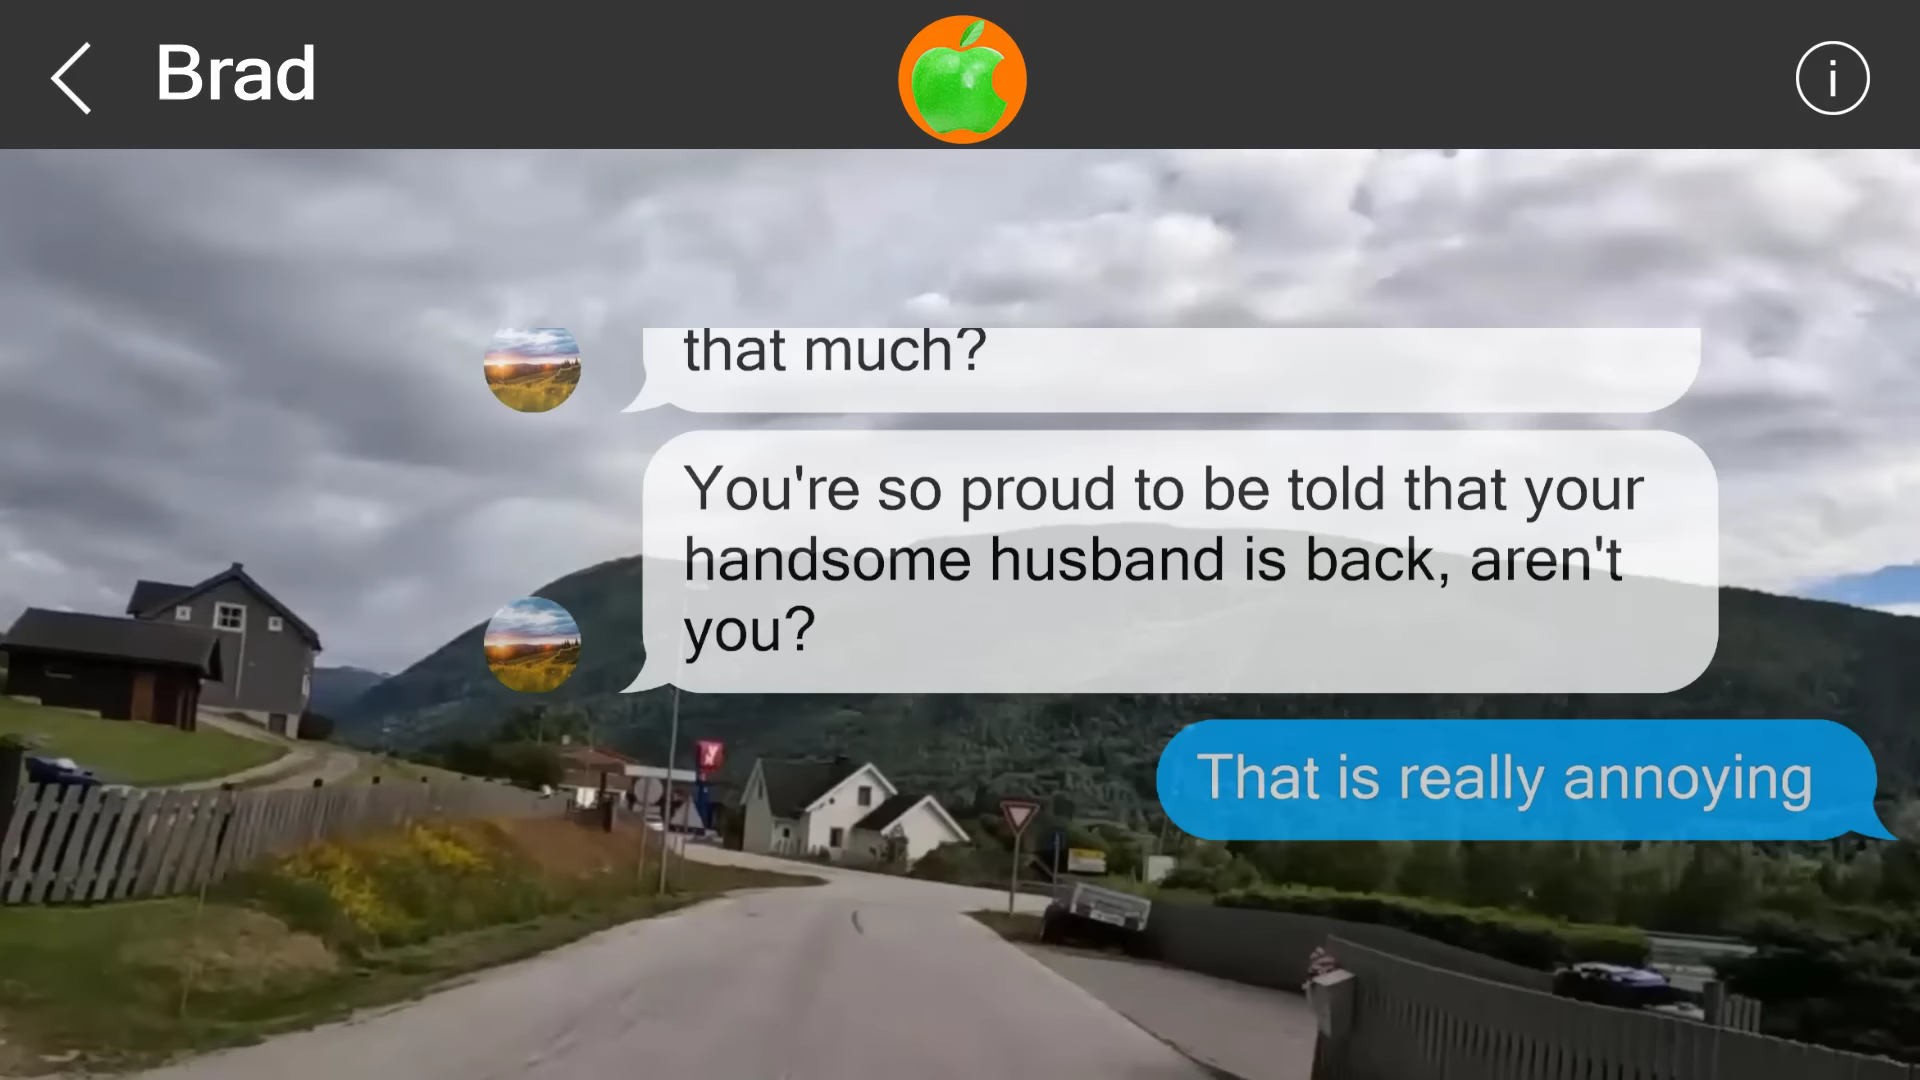 Brad
i
that much?
You're so proud to be told that your
handsome husband is back, aren't
you?
That is really annoying